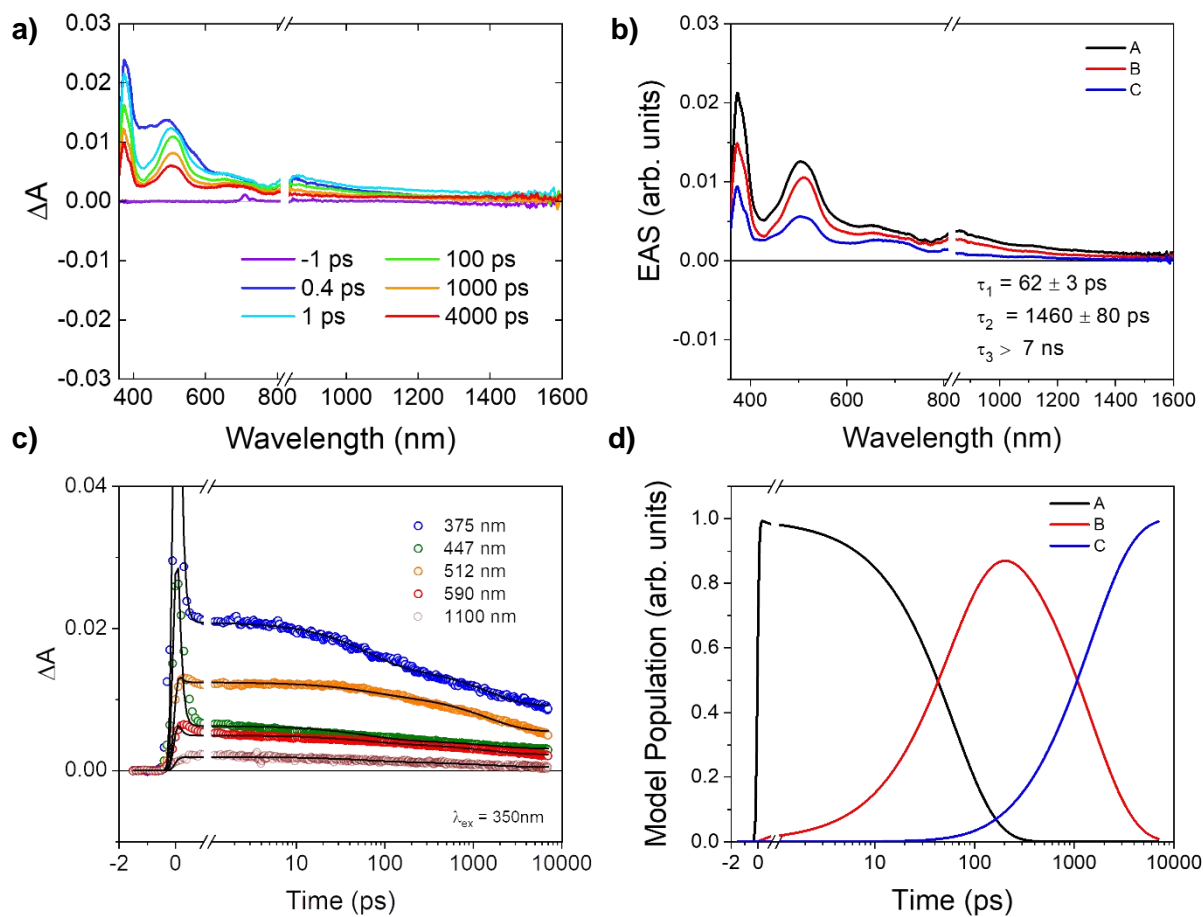 a)
0.03
0.02
0.01
0.00
-0.01
-0.02
-0.03
ΔA
-1 ps
0.4 ps
1 ps
100 ps
1000 ps
4000 ps
400 600 800 1000 1200 1400 1600
Wavelength (nm)
b)
0.03
0.02
0.01
0.00
-0.01
EAS (arb. units)
A
B
C
τ1 = 62 ± 3 ps
τ2 = 1460 ± 80 ps
τ3 > 7 ns
400 600 800 1000 1200 1400 1600
Wavelength (nm)
c)
0.04
0.02
0.00
ΔA
375 nm
447 nm
512 nm
590 nm
1100 nm
λex = 350nm
-2 0 10 100 1000 10000
Time (ps)
d)
1.0
0.8
0.6
0.4
0.2
0.0
Model Population (arb. units)
A
B
C
-2 0 10 100 1000 10000
Time (ps)